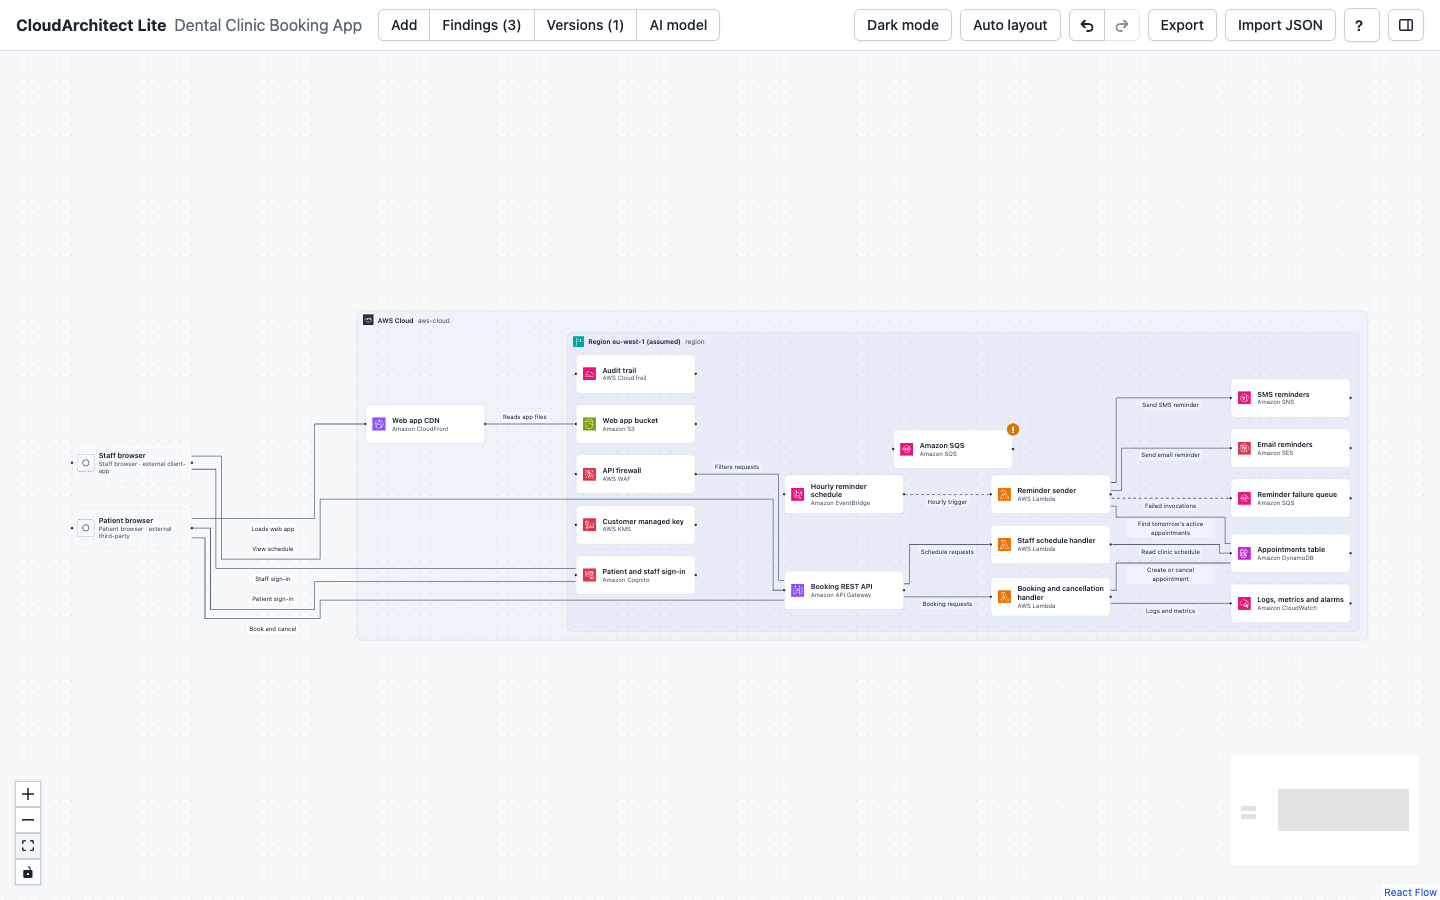 CloudArchitect Lite Dental Clinic Booking App Add Findings (3) Versions (1) AI model Dark mode Auto layout Export Import JSON ?
AWS Cloud aws-cloud
Region eu-west-1 (assumed) region
Audit trail
AWS CloudTrail
Web app CDN
Amazon CloudFront
Reads app files
Web app bucket
Amazon S3
SMS reminders
Amazon SNS
Send SMS reminder
Amazon SQS
Amazon SQS
!
Email reminders
Amazon SES
Send email reminder
Staff browser
Staff browser · external client-
app
API firewall
AWS WAF
Filters requests
Hourly reminder
schedule
Amazon EventBridge
Hourly trigger
Reminder sender
AWS Lambda
Reminder failure queue
Amazon SQS
Failed invocations
Patient browser
Patient browser · external
third-party
Loads web app
View schedule
Staff sign-in
Patient sign-in
Book and cancel
Customer managed key
AWS KMS
Find tomorrow's active
appointments
Staff schedule handler
AWS Lambda
Schedule requests
Read clinic schedule
Appointments table
Amazon DynamoDB
Patient and staff sign-in
Amazon Cognito
Create or cancel
appointment
Booking REST API
Amazon API Gateway
Booking requests
Booking and cancellation
handler
AWS Lambda
Logs and metrics
Logs, metrics and alarms
Amazon CloudWatch
React Flow